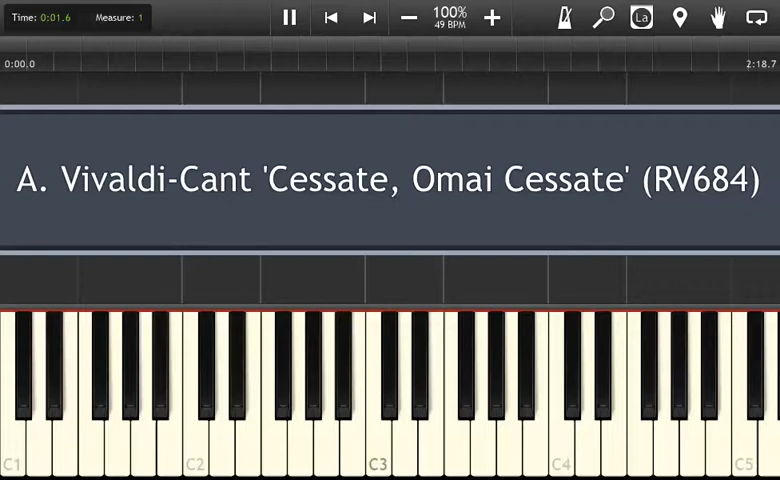 Time: 0:01.6 Measure: 1
100%
49 BPM
La
0:00.0 2:18.7
A. Vivaldi-Cant 'Cessate, Omai Cessate' (RV684)
C1 C2 C3 C4 C5